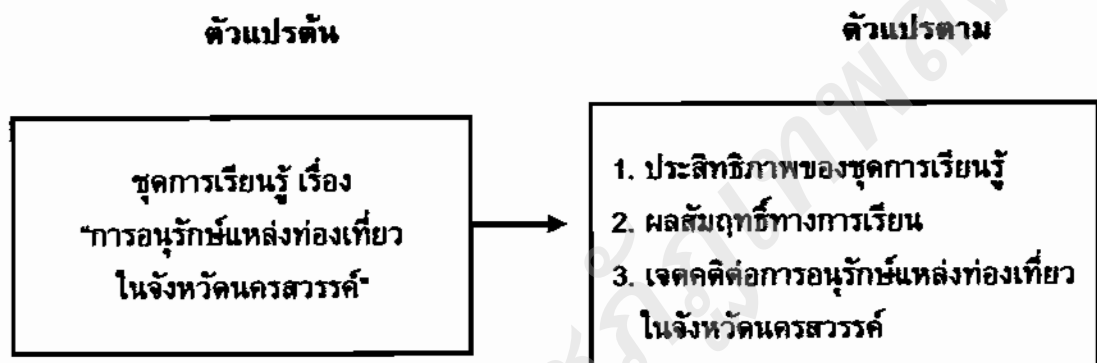 ตัวแปรต้น
ตัวแปรตาม
ชุดการเรียนรู้ เรื่อง
"การอนุรักษ์แหล่งท่องเที่ยว
ในจังหวัดนครสวรรค์"
1. ประสิทธิภาพของชุดการเรียนรู้
2. ผลสัมฤทธิ์ทางการเรียน
3. เจตคติต่อการอนุรักษ์แหล่งท่องเที่ยว
ในจังหวัดนครสวรรค์